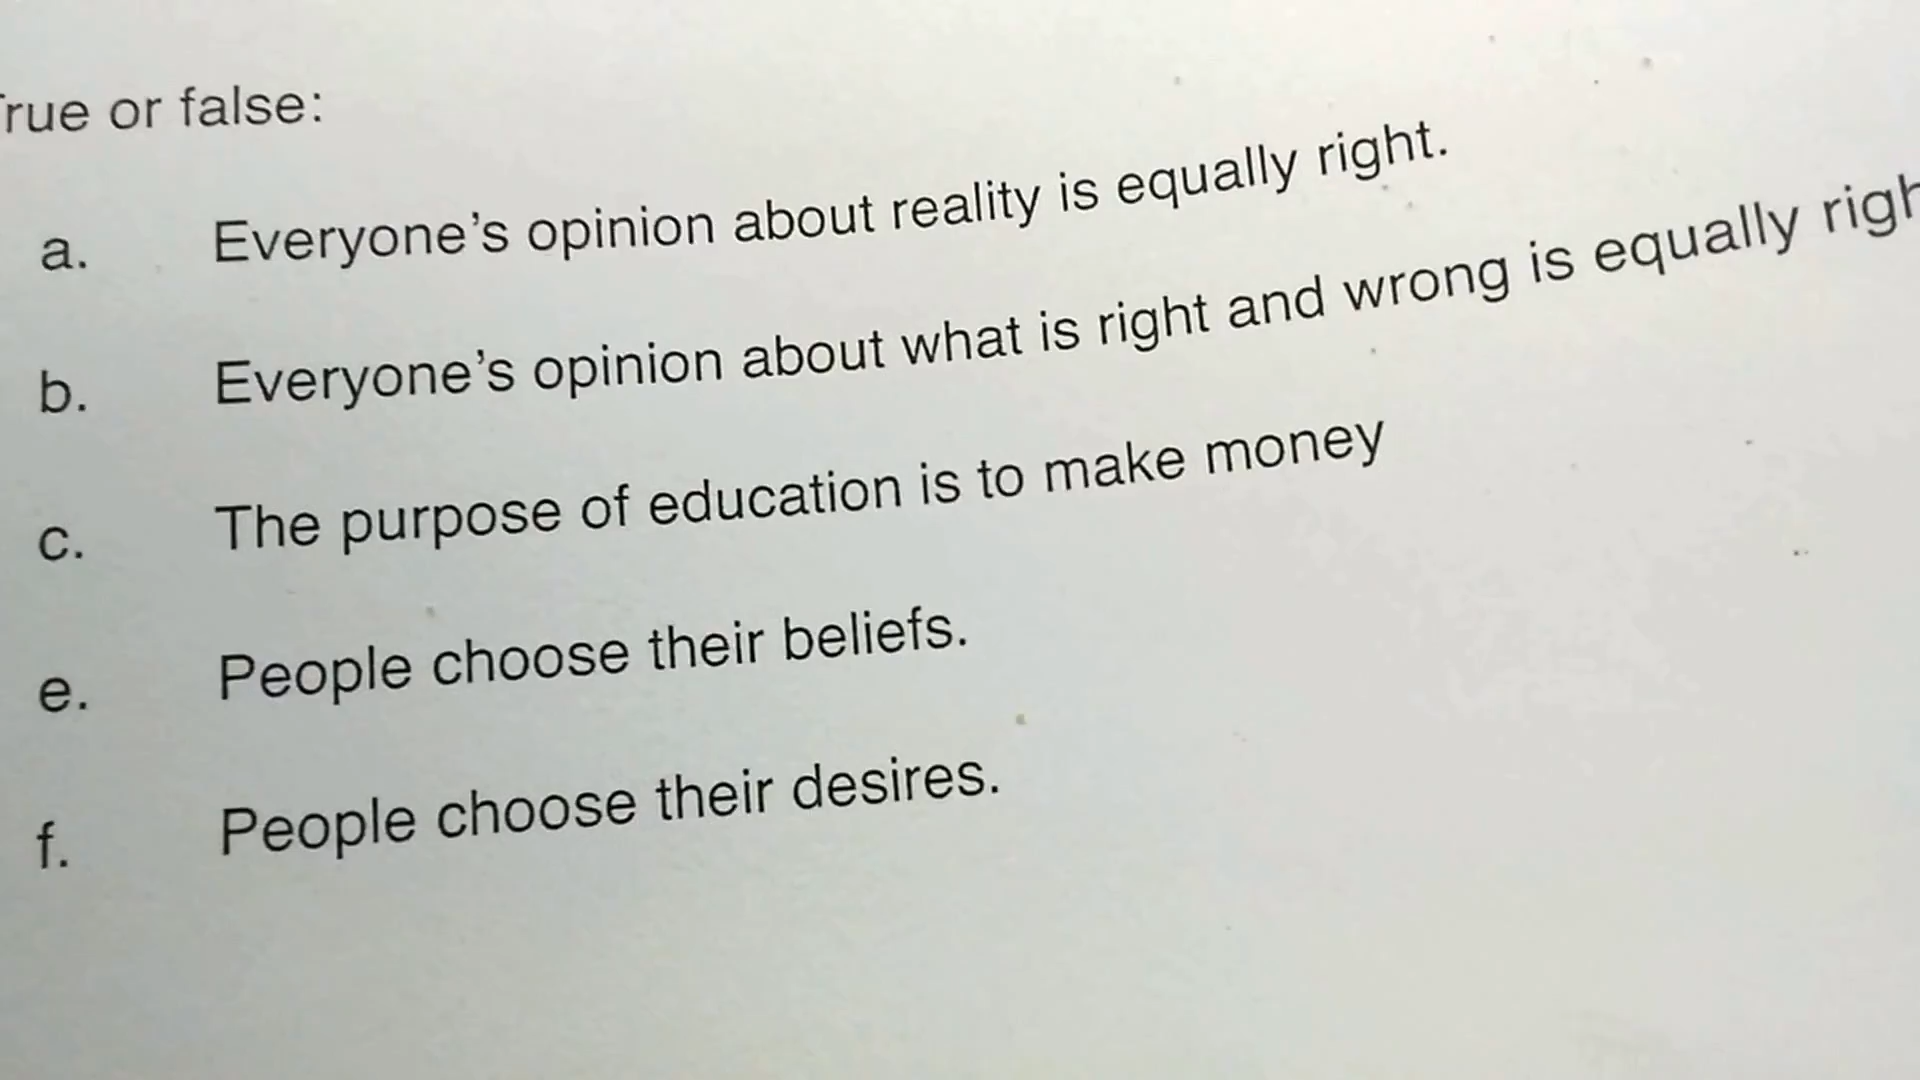 True or false:
a. Everyone's opinion about reality is equally right.
b. Everyone's opinion about what is right and wrong is equally
c. The purpose of education is to make money
e. People choose their beliefs.
f. People choose their desires.